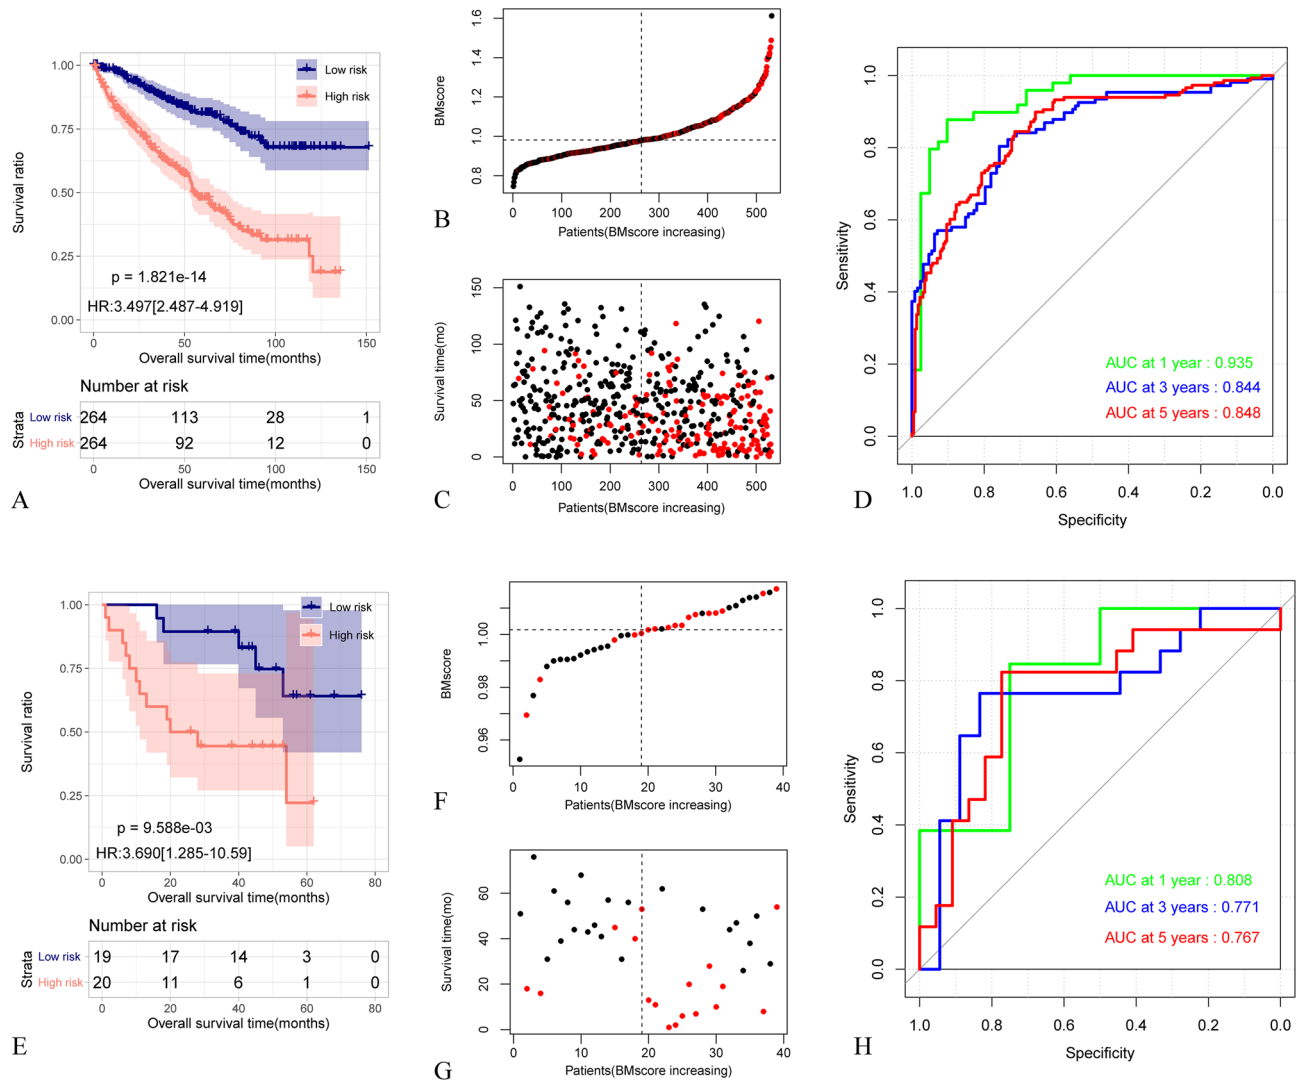 1.00
0.75
0.50
0.25
0.00
Survival ratio
Low risk
High risk
p = 1.821e-14
HR:3.497[2.487-4.919]
0 50 100 150
Overall survival time(months)
Number at risk
Strata
Low risk 264 113 28 1
High risk 264 92 12 0
0 50 100 150
Overall survival time(months)
A
BMscore
1.6
1.4
1.2
1.0
0.8
0 100 200 300 400 500
Patients(BMscore increasing)
B
Survival time(mo)
150
100
50
0
0 100 200 300 400 500
Patients(BMscore increasing)
C
Sensitivity
1.0
0.8
0.6
0.4
0.2
0.0
AUC at 1 year : 0.935
AUC at 3 years : 0.844
AUC at 5 years : 0.848
1.0 0.8 0.6 0.4 0.2 0.0
Specificity
D
1.00
0.75
0.50
0.25
0.00
Survival ratio
Low risk
High risk
p = 9.588e-03
HR:3.690[1.285-10.59]
0 20 40 60 80
Overall survival time(months)
Number at risk
Strata
Low risk 19 17 14 3 0
High risk 20 11 6 1 0
0 20 40 60 80
Overall survival time(months)
E
BMscore
1.00
0.98
0.96
0 10 20 30 40
Patients(BMscore increasing)
F
Survival time(mo)
60
40
20
0
0 10 20 30 40
Patients(BMscore increasing)
G
Sensitivity
1.0
0.8
0.6
0.4
0.2
0.0
AUC at 1 year : 0.808
AUC at 3 years : 0.771
AUC at 5 years : 0.767
1.0 0.8 0.6 0.4 0.2 0.0
Specificity
H